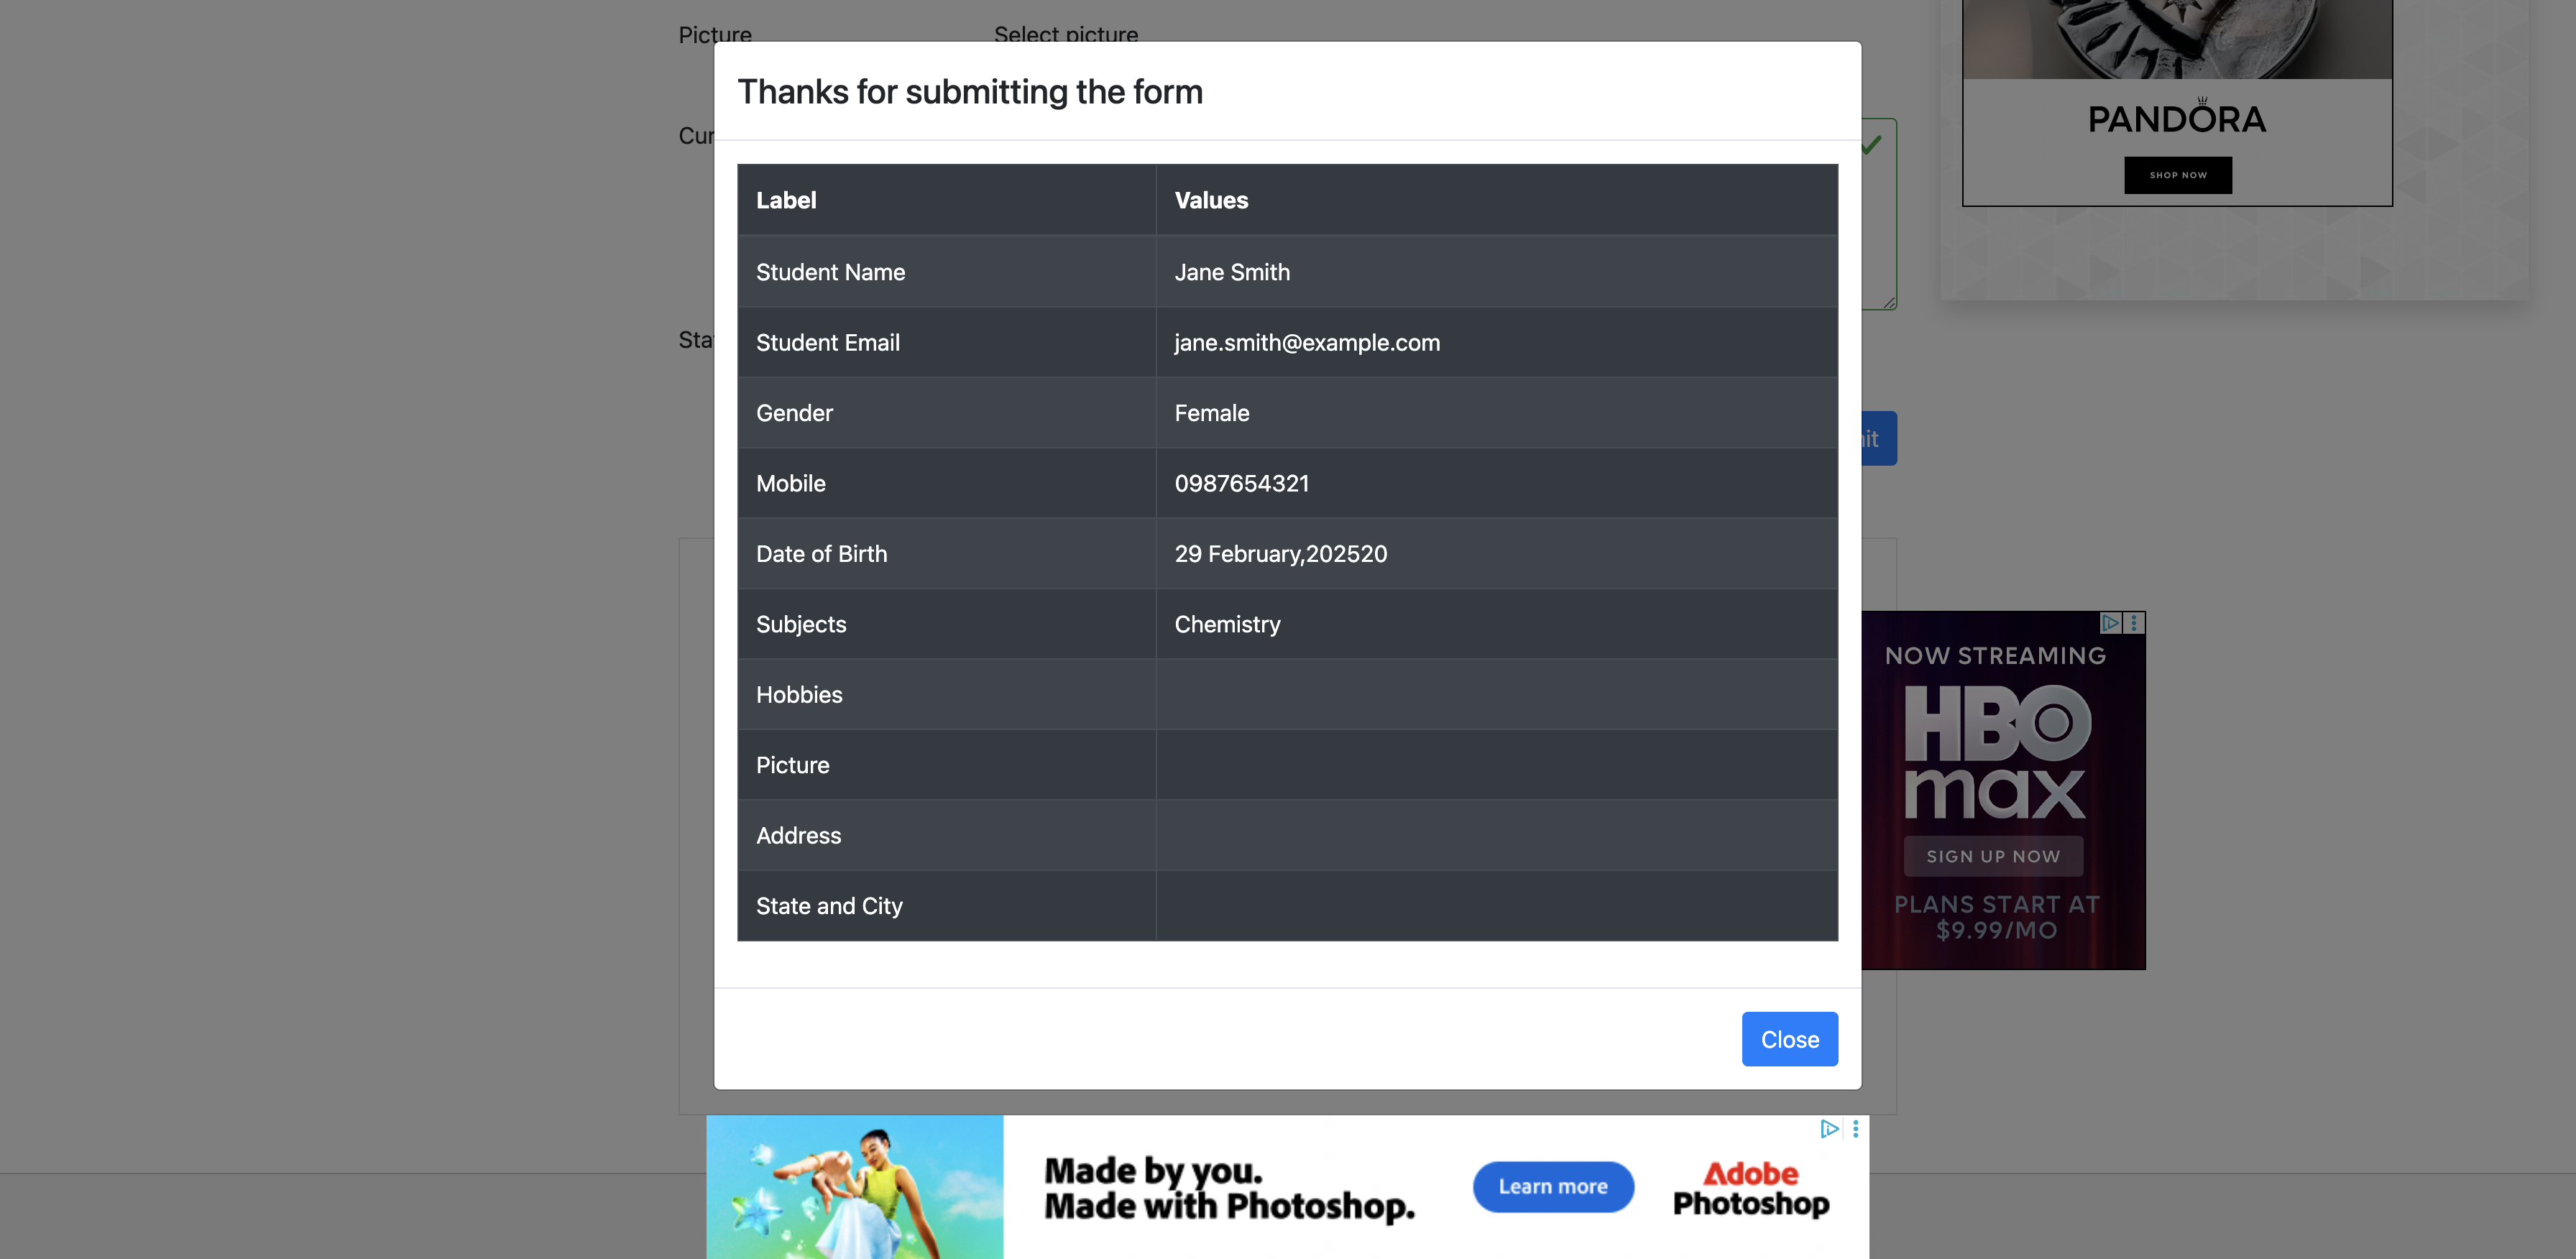 Picture Select picture
Thanks for submitting the form
Cur
Label Values
Student Name Jane Smith
Student Email jane.smith@example.com
Sta
Gender Female
Mobile 0987654321
Date of Birth 29 February,202520
Subjects Chemistry
Hobbies
Picture
Address
State and City
Close
it
PANDORA
SHOP NOW
NOW STREAMING
HBO
max
SIGN UP NOW
PLANS START AT
$9.99/MO
Made by you.
Made with Photoshop.
Learn more
Adobe
Photoshop